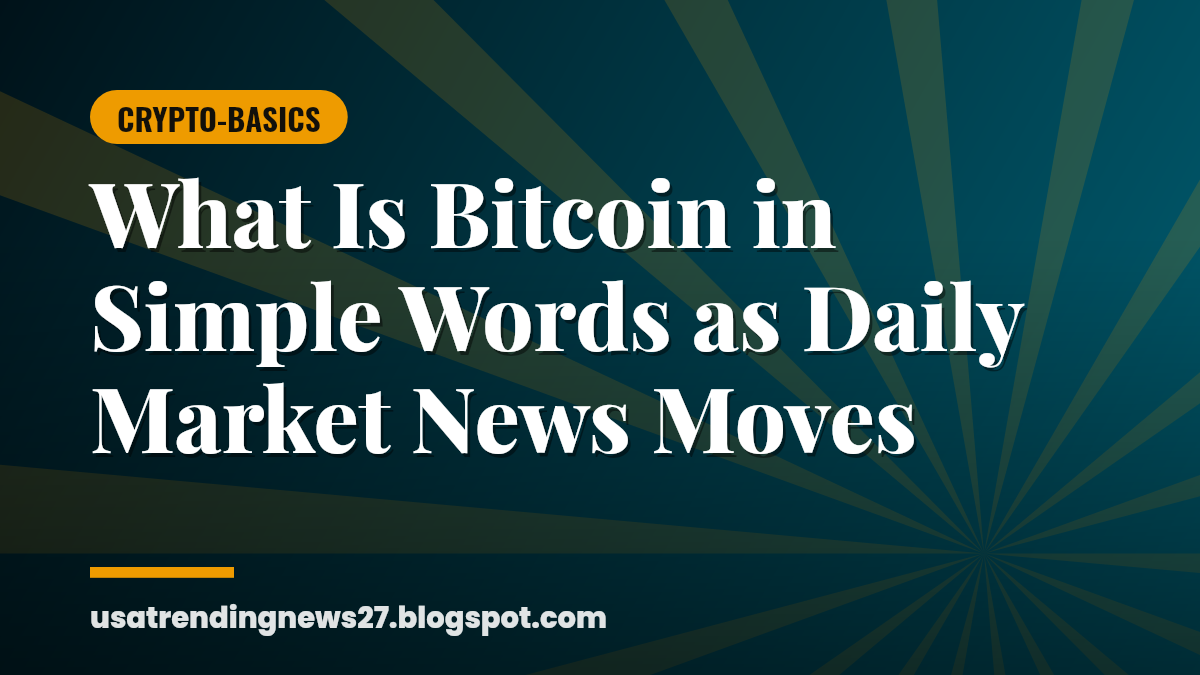 CRYPTO-BASICS
What Is Bitcoin in
Simple Words as Daily
Market News Moves
usatrendingnews27.blogspot.com